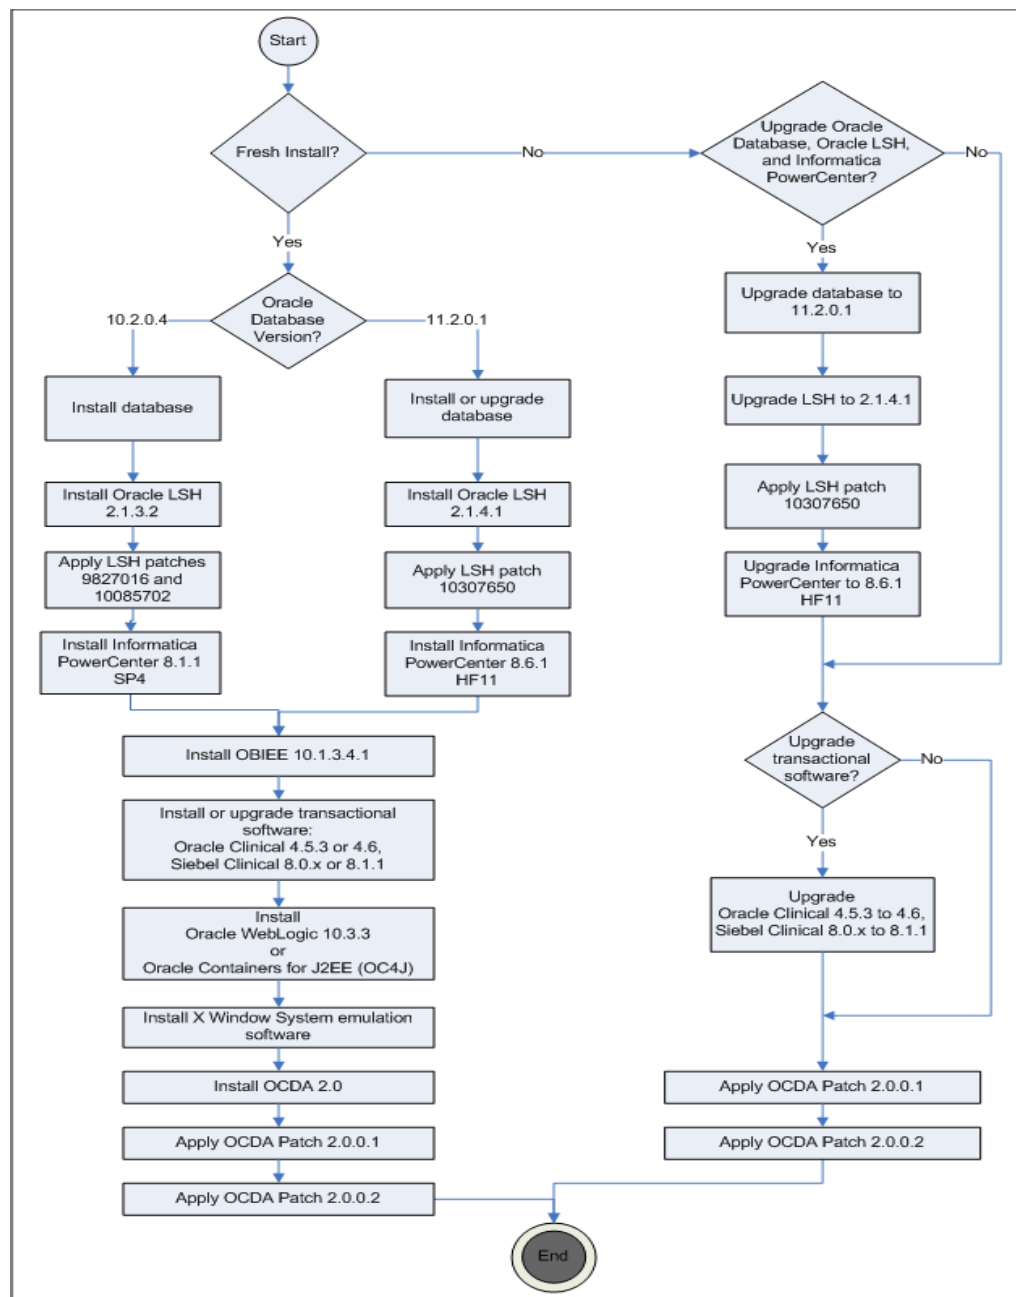 Start
Fresh Install?
No
Upgrade Oracle
Database, Oracle LSH,
and Informatica
PowerCenter?
No
Yes
Yes
Oracle
Database
Version?
10.2.0.4
11.2.0.1
Upgrade database to
11.2.0.1
Install database
Install or upgrade
database
Upgrade LSH to 2.1.4.1
Install Oracle LSH
2.1.3.2
Install Oracle LSH
2.1.4.1
Apply LSH patch
10307650
Apply LSH patches
9827016 and
10085702
Apply LSH patch
10307650
Upgrade Informatica
PowerCenter to 8.6.1
HF11
Install Informatica
PowerCenter 8.1.1
SP4
Install Informatica
PowerCenter 8.6.1
HF11
Install OBIEE 10.1.3.4.1
Upgrade
transactional
software?
No
Install or upgrade transactional
software:
Oracle Clinical 4.5.3 or 4.6,
Siebel Clinical 8.0.x or 8.1.1
Yes
Upgrade
Oracle Clinical 4.5.3 to 4.6,
Siebel Clinical 8.0.x to 8.1.1
Install
Oracle WebLogic 10.3.3
or
Oracle Containers for J2EE (OC4J)
Install X Window System emulation
software
Install OCDA 2.0
Apply OCDA Patch 2.0.0.1
Apply OCDA Patch 2.0.0.1
Apply OCDA Patch 2.0.0.2
Apply OCDA Patch 2.0.0.2
End